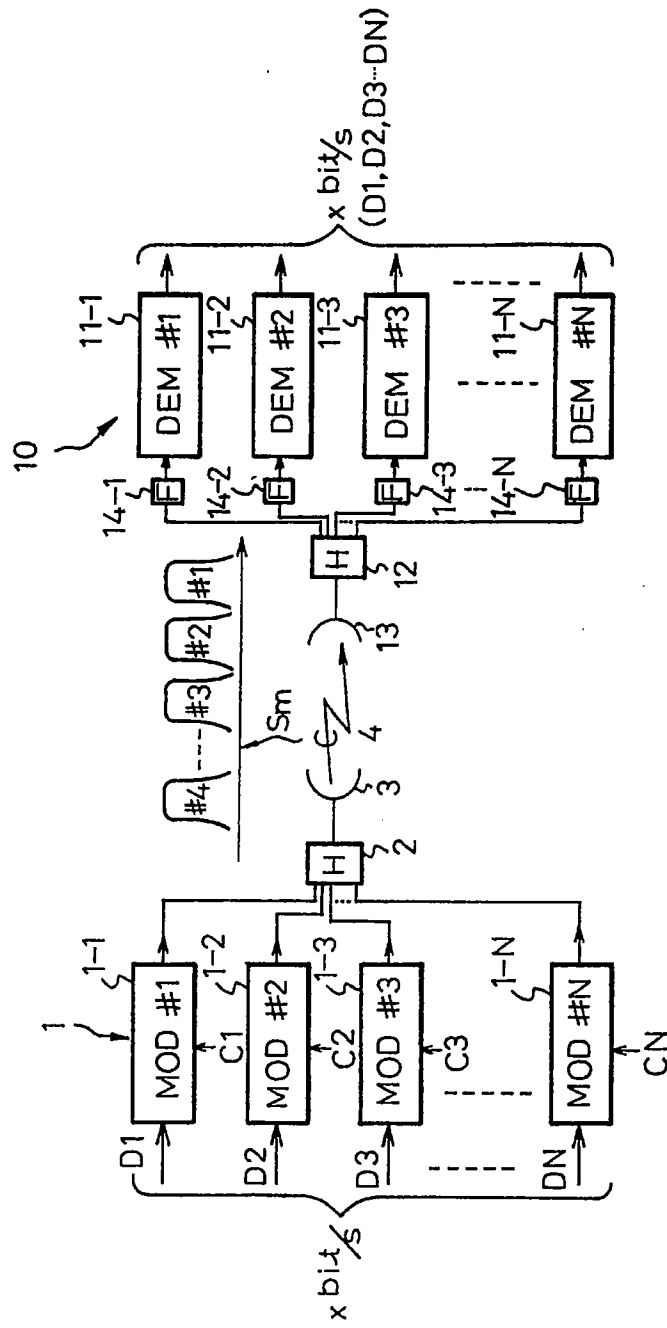 x bit/s
D1
D2
D3
DN
1
1-1
MOD #1
C1
1-2
MOD #2
C2
1-3
MOD #3
C3
1-N
MOD #N
CN
H
2
3
4
Sm
#4
#3
#2
#1
13
H
12
10
14-1
F
14-2
F
14-3
F
14-N
F
11-1
DEM #1
11-2
DEM #2
11-3
DEM #3
11-N
DEM #N
x bit/s
(D1, D2, D3---DN)